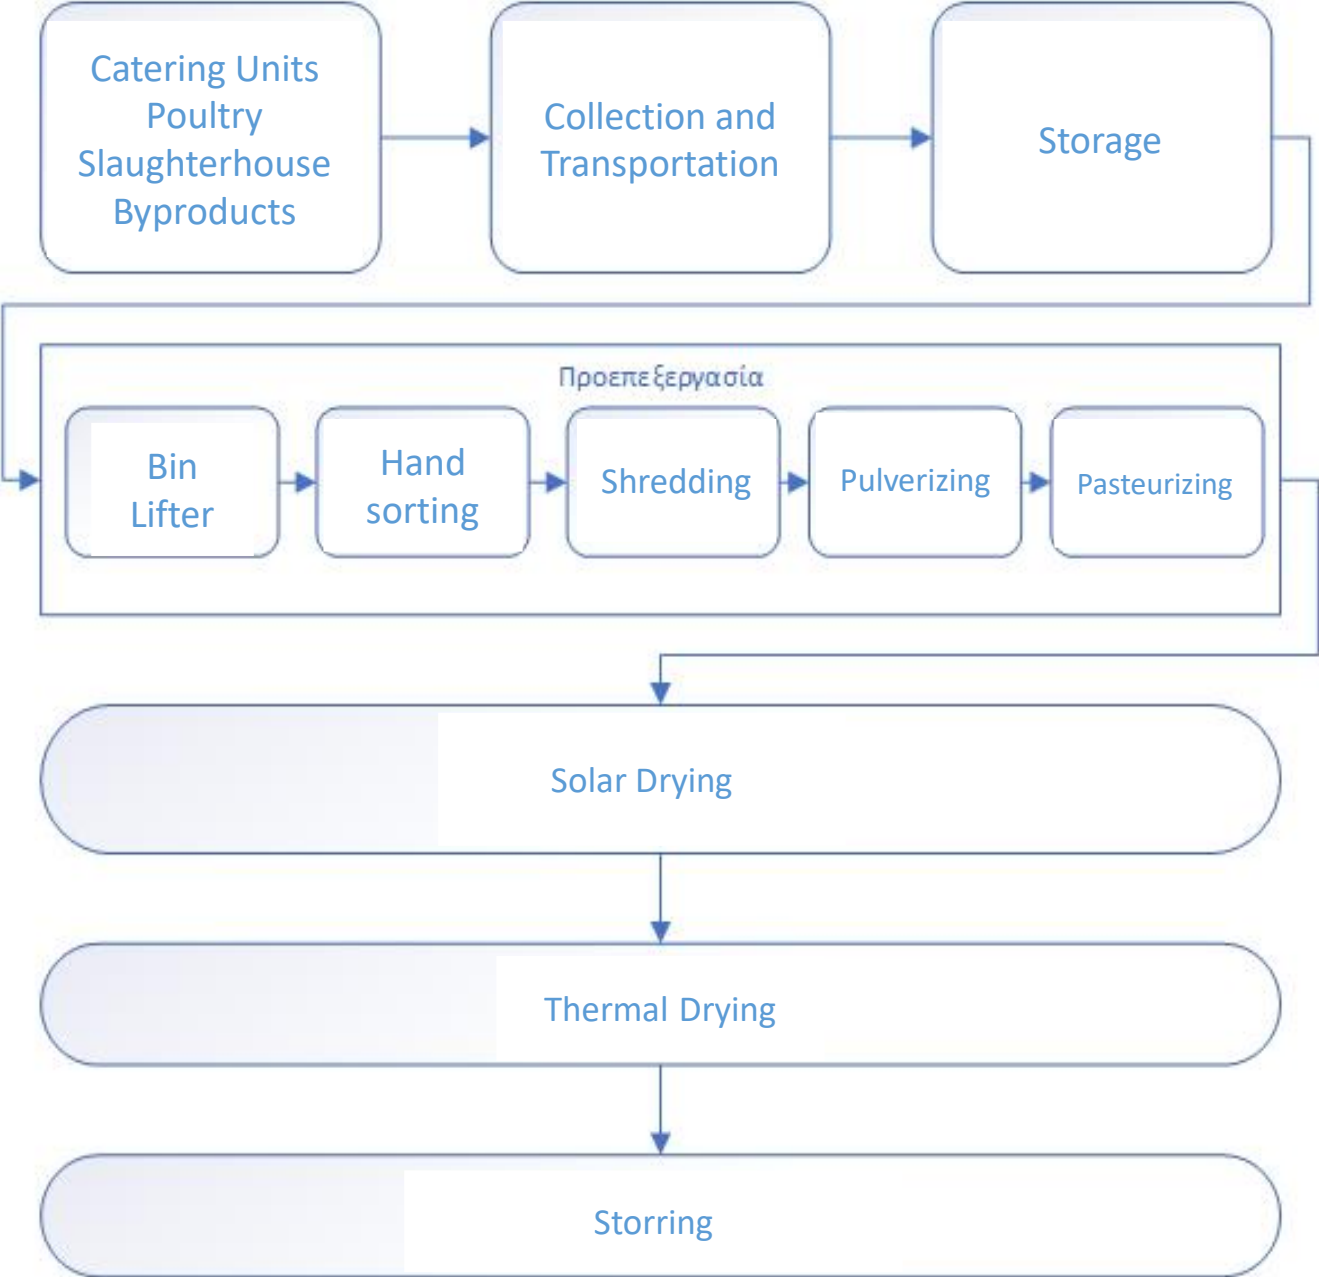 Catering Units
Poultry
Slaughterhouse
Byproducts
Collection and
Transportation
Storage
Προεπεξεργασία
Bin
Lifter
Hand
sorting
Shredding
Pulverizing
Pasteurizing
Solar Drying
Thermal Drying
Storring